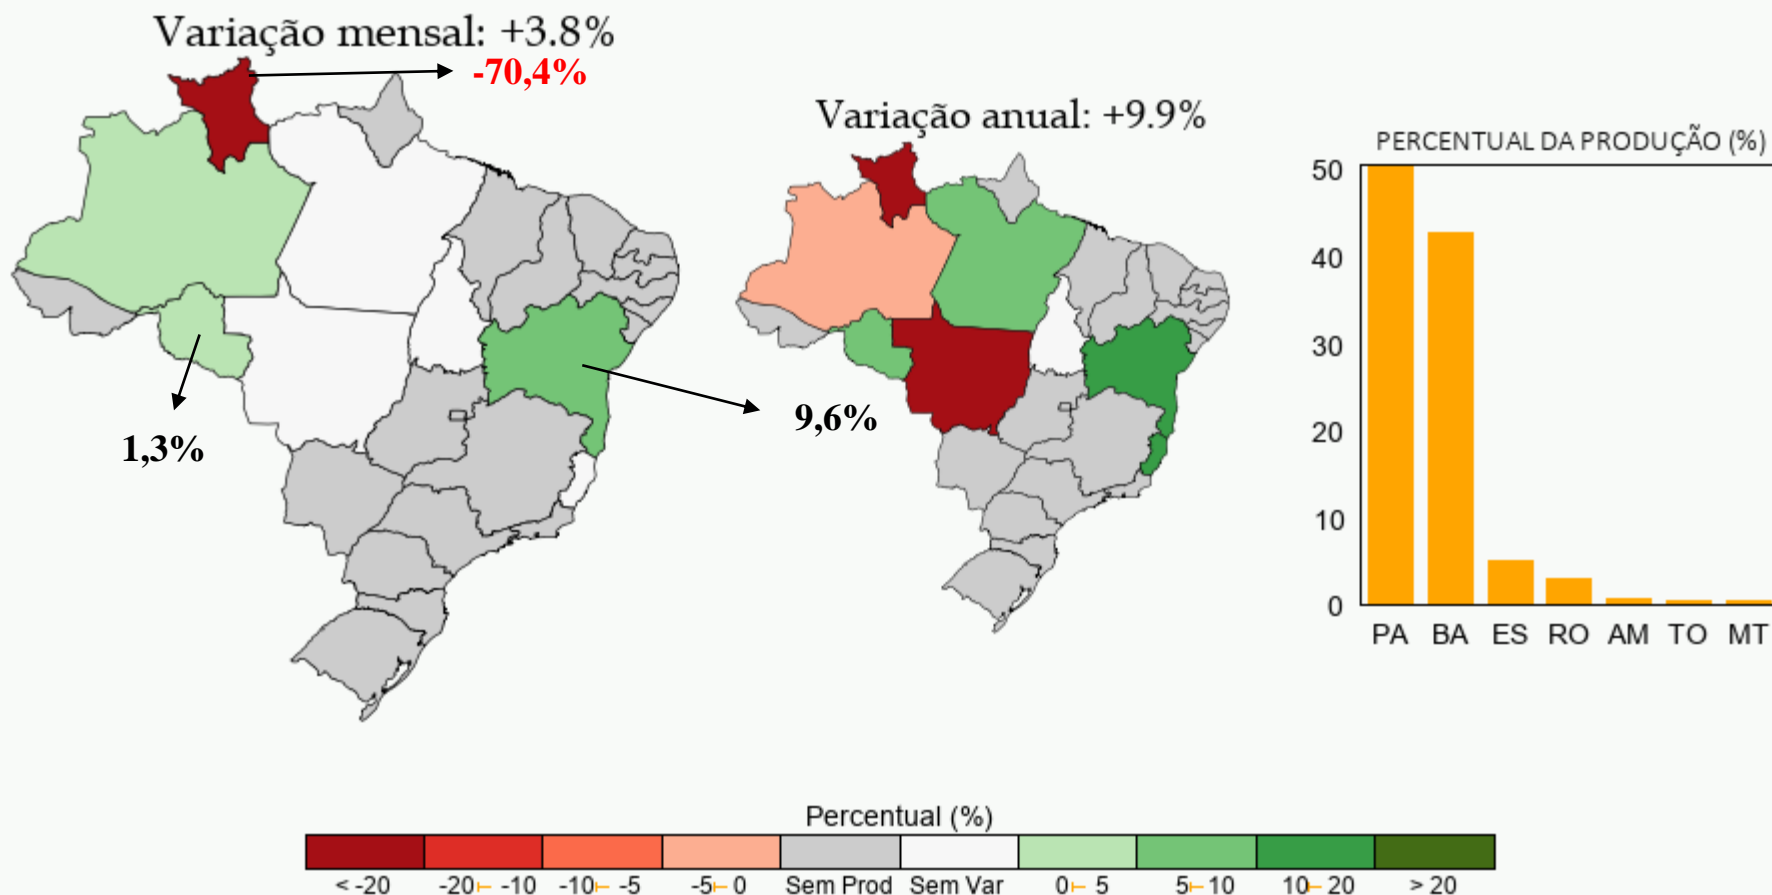 Variação mensal: +3.8%
-70,4%
Variação anual: +9.9%
PERCENTUAL DA PRODUÇÃO (%)
50
40
30
20
10
0
PA BA ES RO AM TO MT
9,6%
1,3%
Percentual (%)
< -20 -20⊢ -10 -10⊢ -5 -5⊢ 0 Sem Prod Sem Var 0⊢ 5 5⊢ 10 10⊢ 20 > 20